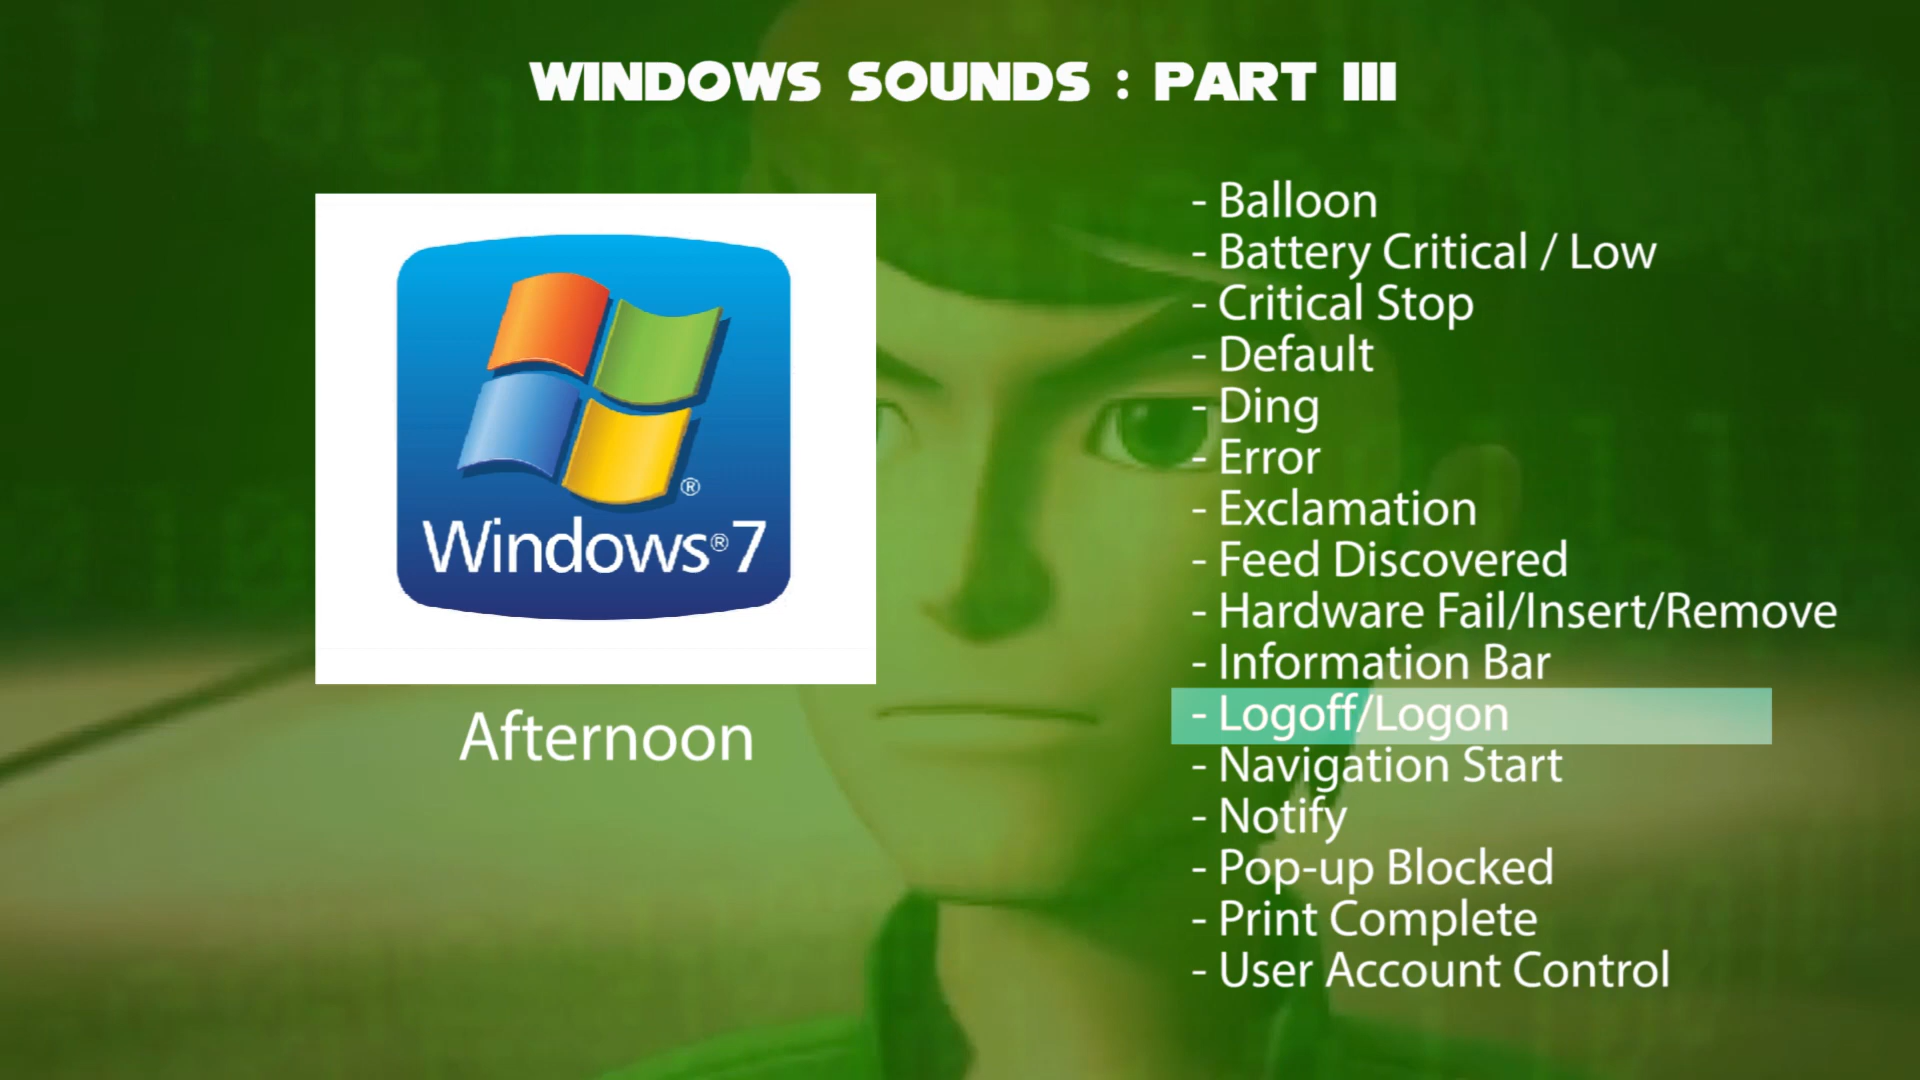 WINDOWS SOUNDS : PART III
Windows®7
®
Afternoon
- Balloon
- Battery Critical / Low
- Critical Stop
- Default
- Ding
- Error
- Exclamation
- Feed Discovered
- Hardware Fail/Insert/Remove
- Information Bar
- Logoff/Logon
- Navigation Start
- Notify
- Pop-up Blocked
- Print Complete
- User Account Control